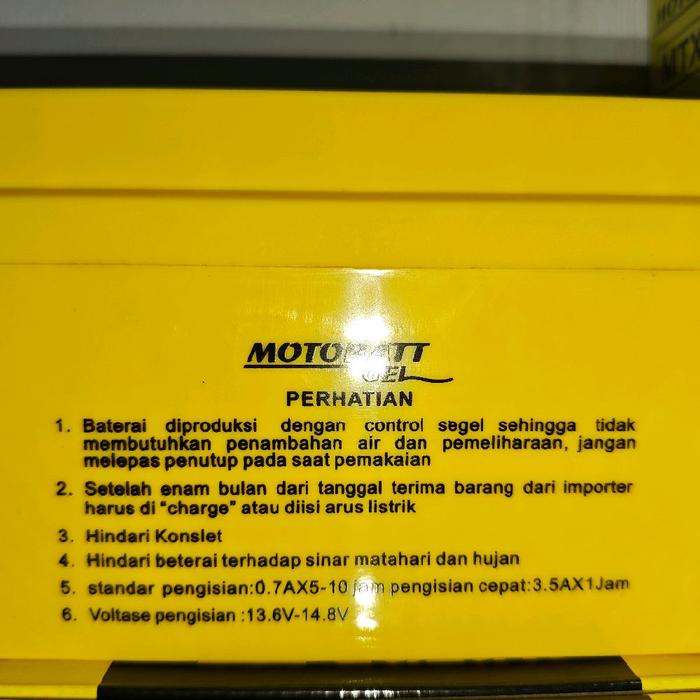 MTX
MOTOBATT
GEL
PERHATIAN
1. Baterai diproduksi dengan control segel sehingga tidak
membutuhkan penambahan air dan pemeliharaan, jangan
melepas penutup pada saat pemakaian
2. Setelah enam bulan dari tanggal terima barang dari importer
harus di "charge" atau diisi arus listrik
3. Hindari Konslet
4. Hindari beterai terhadap sinar matahari dan hujan
5. standar pengisian:0.7AX5-10 jam pengisian cepat:3.5AX1Jam
6. Voltase pengisian :13.6V-14.8V